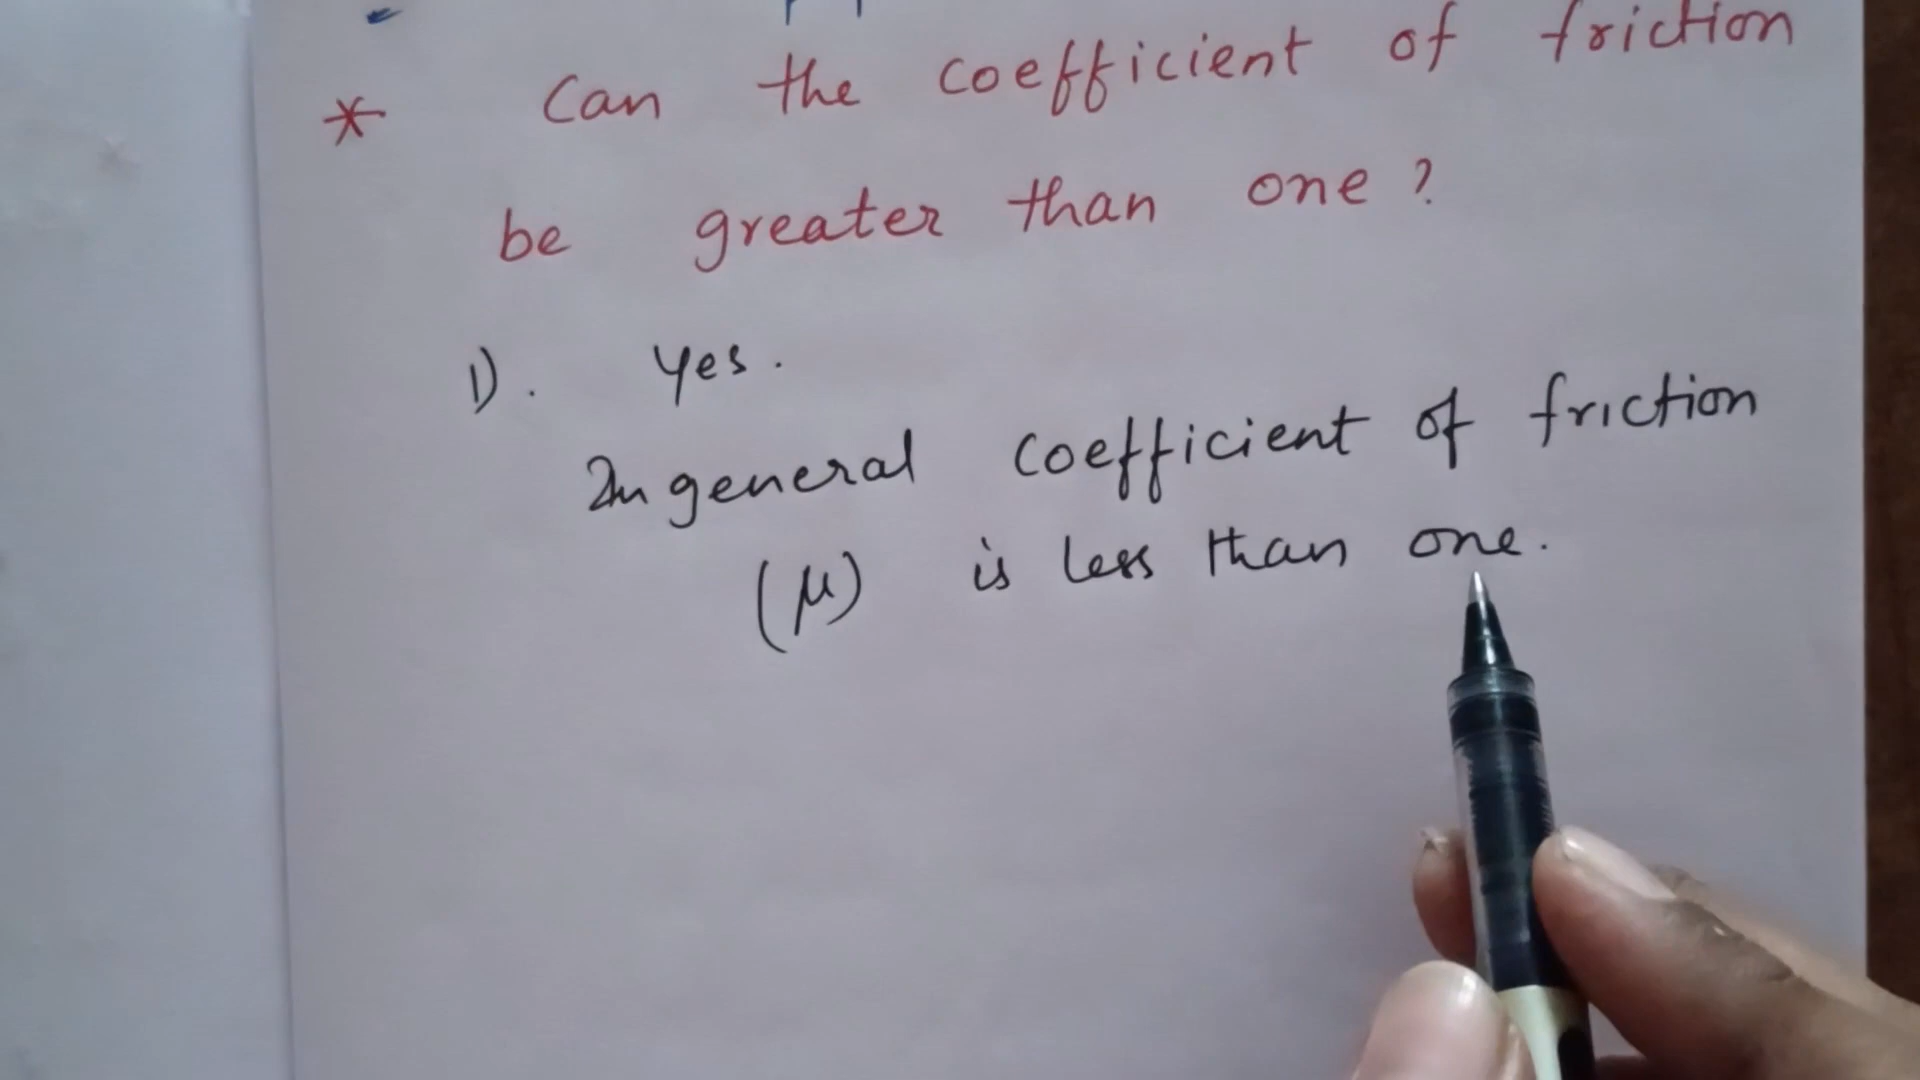 * Can the coefficient of friction
be greater than one?
1). Yes.
In general coefficient of friction
(μ) is less than one.